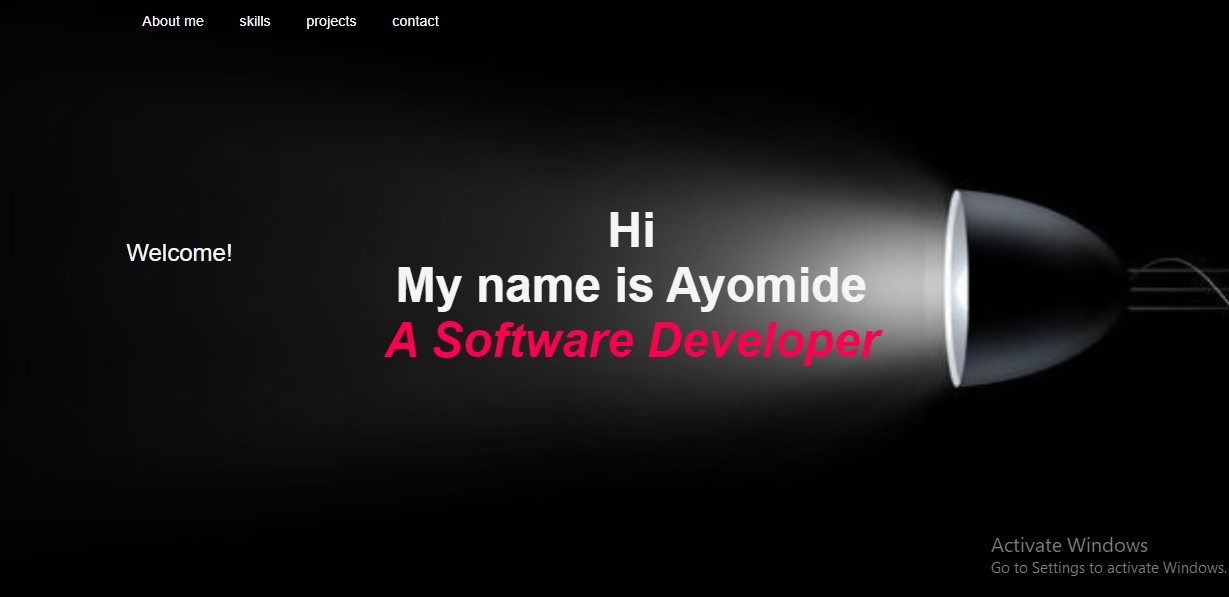 About me skills projects contact
Welcome!
Hi
My name is Ayomide
A Software Developer
Activate Windows
Go to Settings to activate Windows.